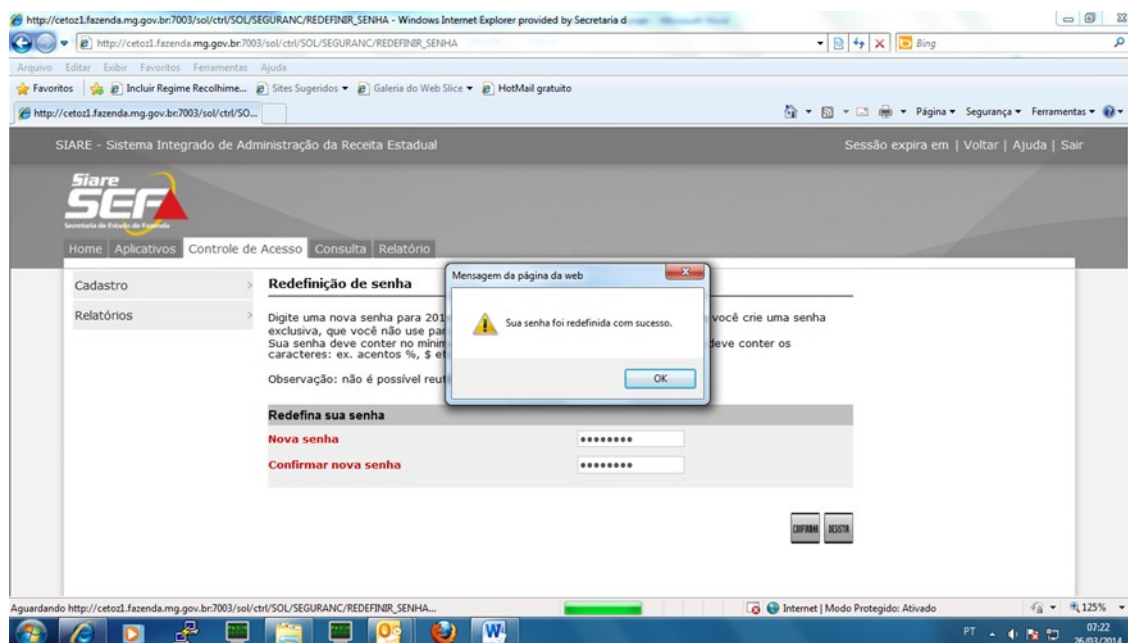 http://cetoz1.fazenda.mg.gov.br:7003/sol/ctrl/SOL/SEGURANC/REDEFINIR_SENHA - Windows Internet Explorer provided by Secretaria d
http://cetoz1.fazenda.mg.gov.br:7003/sol/ctrl/SOL/SEGURANC/REDEFINIR_SENHA
Bing
Arquivo Editar Exibir Favoritos Ferramentas Ajuda
Favoritos Incluir Regime Recolhime... Sites Sugeridos Galeria do Web Slice HotMail gratuito
http://cetoz1.fazenda.mg.gov.br:7003/sol/ctrl/SO... Página Segurança Ferramentas
SIARE - Sistema Integrado de Administração da Receita Estadual Sessão expira em | Voltar | Ajuda | Sair
Siare
SEF
Secretaria de Estado de Fazenda
Home Aplicativos Controle de Acesso Consulta Relatório
Cadastro
Relatórios
Redefinição de senha
Mensagem da página da web
Sua senha foi redefinida com sucesso.
OK
Digite uma nova senha para 201 você crie uma senha
exclusiva, que você não use par
Sua senha deve conter no mínim deve conter os
caracteres: ex. acentos %, $ et
Observação: não é possível reut
Redefina sua senha
Nova senha ••••••••
Confirmar nova senha ••••••••
CONFIRMAR DESISTIR
Aguardando http://cetoz1.fazenda.mg.gov.br:7003/sol/ctrl/SOL/SEGURANC/REDEFINIR_SENHA... Internet | Modo Protegido: Ativado 125%
PT 07:22
26/03/2014